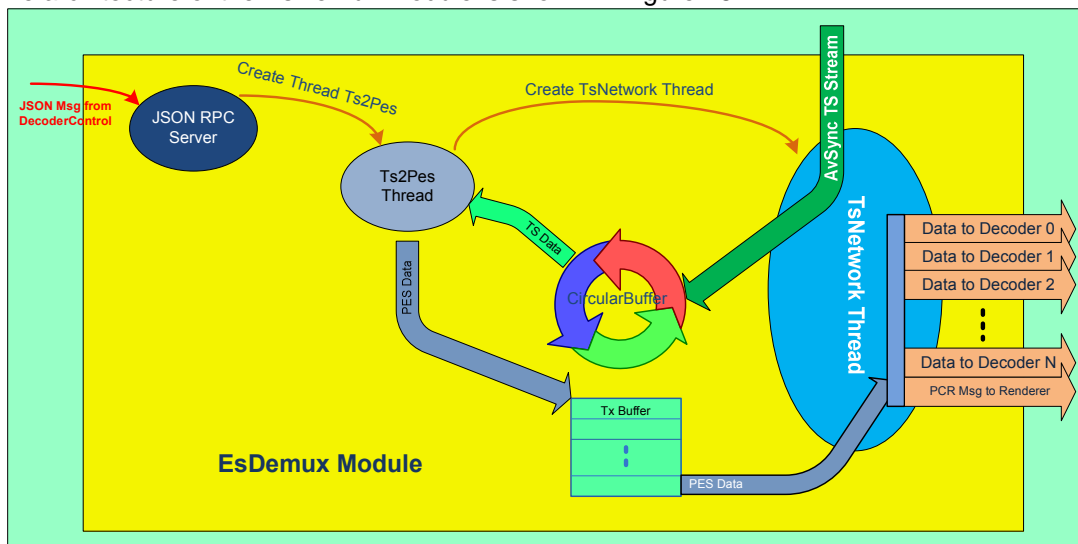 JSON Msg from
DecoderControl
JSON RPC
Server
Create Thread Ts2Pes
Ts2Pes
Thread
Create TsNetwork Thread
AvSync TS Stream
TsNetwork Thread
TS Data
CircularBuffer
PES Data
Tx Buffer
PES Data
Data to Decoder 0
Data to Decoder 1
Data to Decoder 2
Data to Decoder N
PCR Msg to Renderer
EsDemux Module